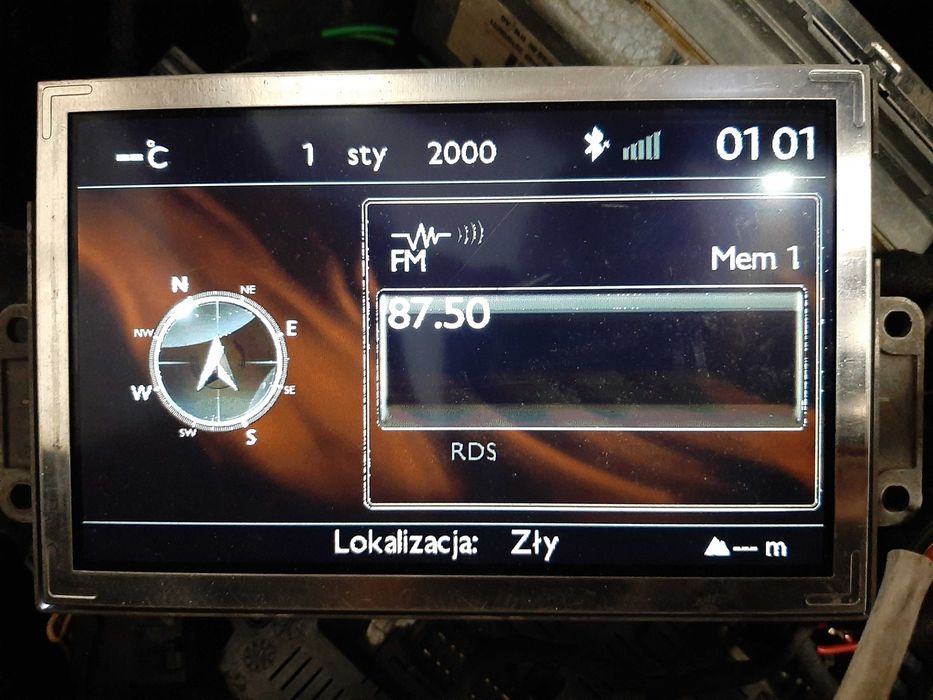 --°C 1 sty 2000 01 01
FM Mem 1
87.50
N NE
NW E
W SE
SW S
RDS
Lokalizacja: Zły --- m